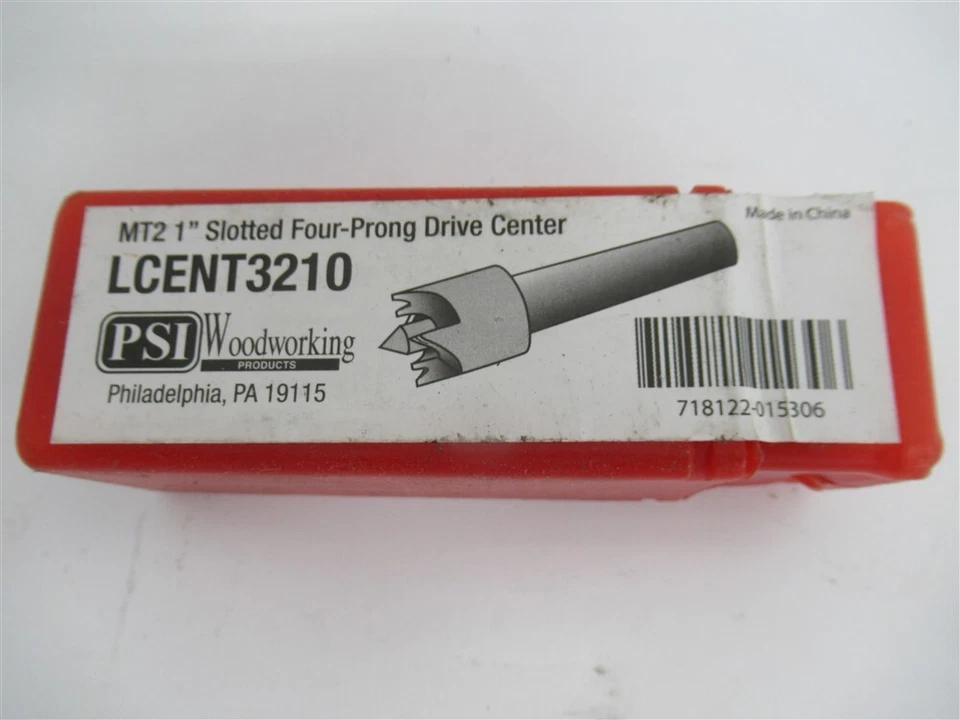 MT2 1" Slotted Four-Prong Drive Center
Made in China
LCENT3210
PSI Woodworking
PRODUCTS
Philadelphia, PA 19115
718122-015306